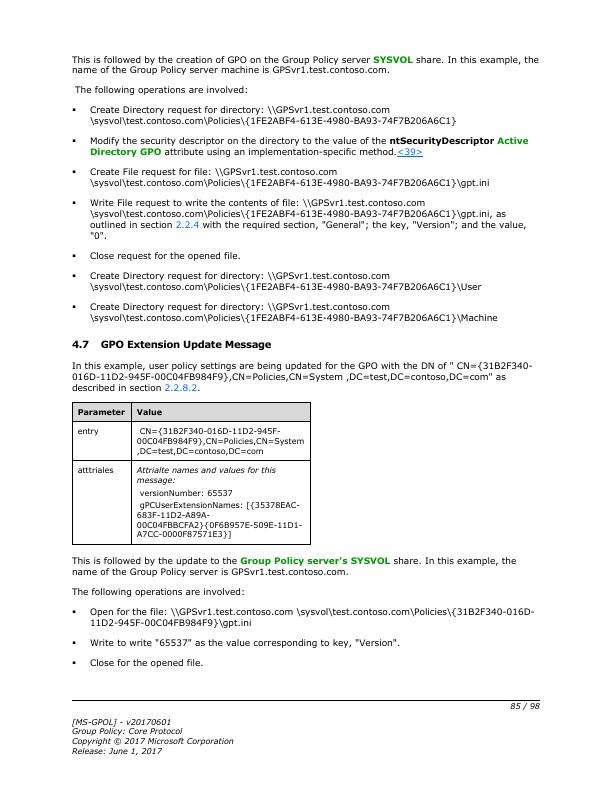 This is followed by the creation of GPO on the Group Policy server SYSVOL share. In this example, the
name of the Group Policy server machine is GPSvr1.test.contoso.com.
The following operations are involved:
▪ Create Directory request for directory: \\GPSvr1.test.contoso.com
\sysvol\test.contoso.com\Policies\{1FE2ABF4-613E-4980-BA93-74F7B206A6C1}
▪ Modify the security descriptor on the directory to the value of the ntSecurityDescriptor Active
Directory GPO attribute using an implementation-specific method.<39>
▪ Create File request for file: \\GPSvr1.test.contoso.com
\sysvol\test.contoso.com\Policies\{1FE2ABF4-613E-4980-BA93-74F7B206A6C1}\gpt.ini
▪ Write File request to write the contents of file: \\GPSvr1.test.contoso.com
\sysvol\test.contoso.com\Policies\{1FE2ABF4-613E-4980-BA93-74F7B206A6C1}\gpt.ini, as
outlined in section 2.2.4 with the required section, "General"; the key, "Version"; and the value,
"0".
▪ Close request for the opened file.
▪ Create Directory request for directory: \\GPSvr1.test.contoso.com
\sysvol\test.contoso.com\Policies\{1FE2ABF4-613E-4980-BA93-74F7B206A6C1}\User
▪ Create Directory request for directory: \\GPSvr1.test.contoso.com
\sysvol\test.contoso.com\Policies\{1FE2ABF4-613E-4980-BA93-74F7B206A6C1}\Machine
4.7 GPO Extension Update Message
In this example, user policy settings are being updated for the GPO with the DN of " CN={31B2F340-
016D-11D2-945F-00C04FB984F9},CN=Policies,CN=System ,DC=test,DC=contoso,DC=com" as
described in section 2.2.8.2.
Parameter Value
entry CN={31B2F340-016D-11D2-945F-
00C04FB984F9},CN=Policies,CN=System
,DC=test,DC=contoso,DC=com
atttriales Attrialte names and values for this
message:
versionNumber: 65537
gPCUserExtensionNames: [{35378EAC-
683F-11D2-A89A-
00C04FBBCFA2}{0F6B957E-509E-11D1-
A7CC-0000F87571E3}]
This is followed by the update to the Group Policy server's SYSVOL share. In this example, the
name of the Group Policy server is GPSvr1.test.contoso.com.
The following operations are involved:
▪ Open for the file: \\GPSvr1.test.contoso.com \sysvol\test.contoso.com\Policies\{31B2F340-016D-
11D2-945F-00C04FB984F9}\gpt.ini
▪ Write to write "65537" as the value corresponding to key, "Version".
▪ Close for the opened file.
85 / 98
[MS-GPOL] - v20170601
Group Policy: Core Protocol
Copyright © 2017 Microsoft Corporation
Release: June 1, 2017